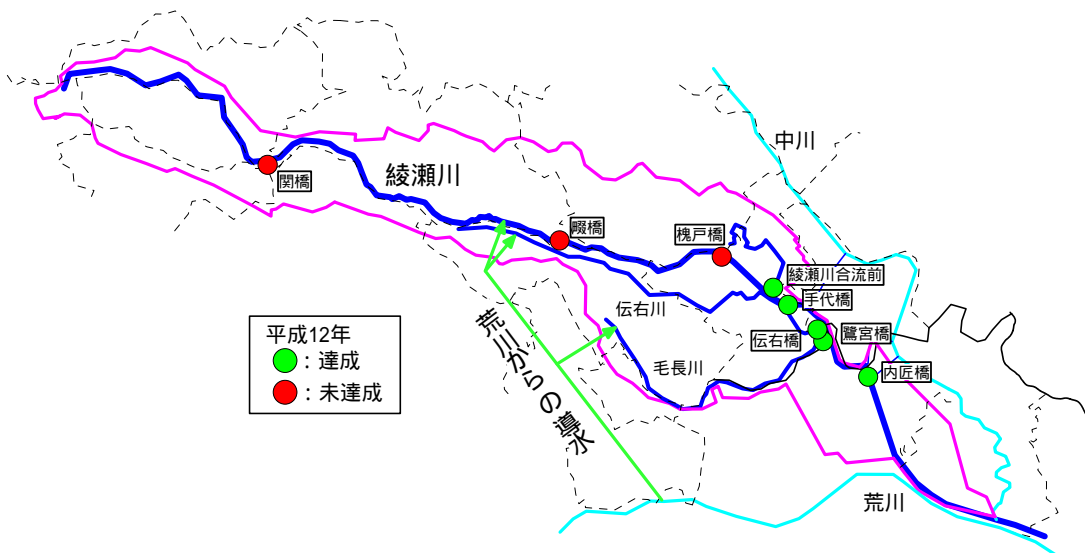 中川
綾瀬川
関橋
畷橋
槐戸橋
綾瀬川合流前
手代橋
伝右川
伝右橋
鷺宮橋
毛長川
内匠橋
荒川からの導水
荒川
平成12年
：達成
：未達成